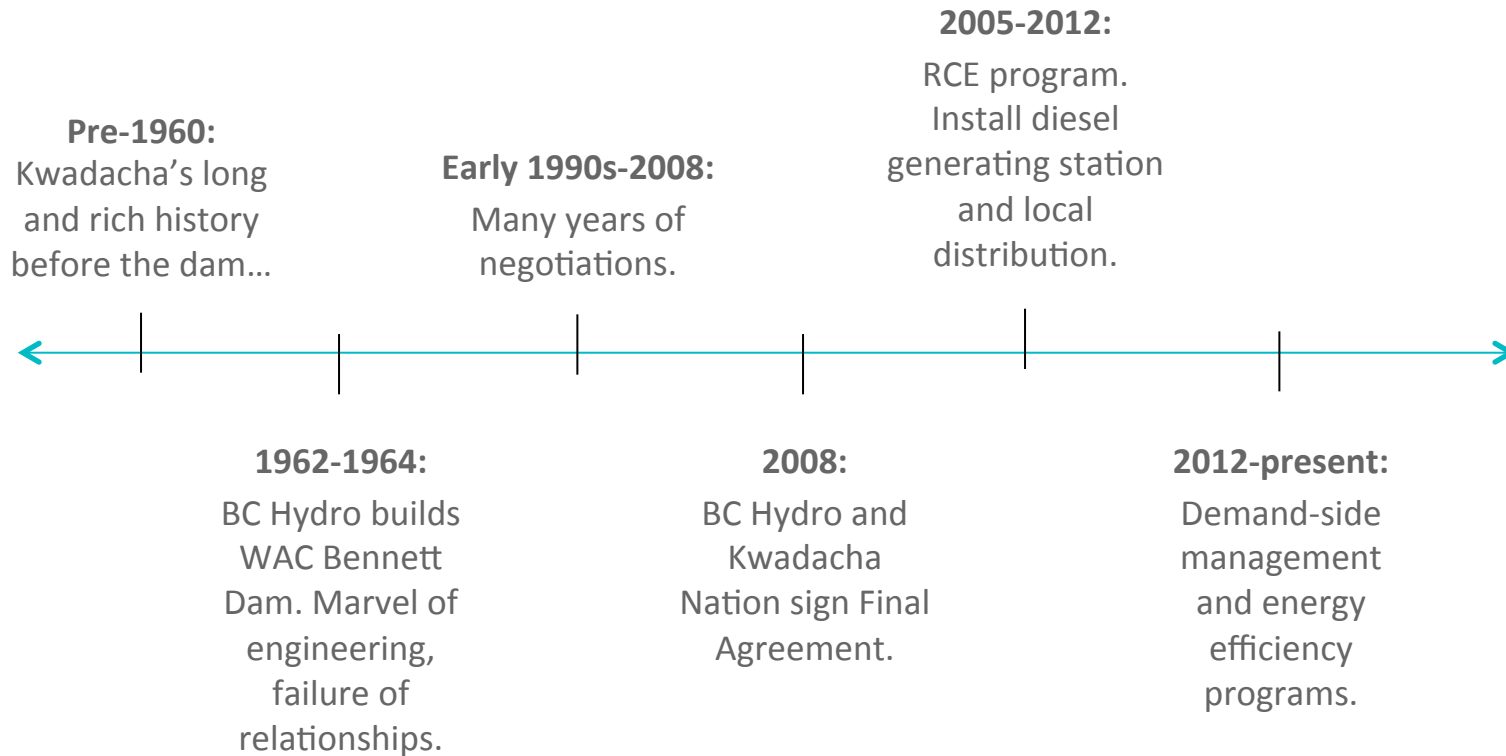 Pre-1960:
Kwadacha’s long
and rich history
before the dam…
1962-1964:
BC Hydro builds
WAC Bennett
Dam. Marvel of
engineering,
failure of
relationships.
Early 1990s-2008:
Many years of
negotiations.
2008:
BC Hydro and
Kwadacha
Nation sign Final
Agreement.
2005-2012:
RCE program.
Install diesel
generating station
and local
distribution.
2012-present:
Demand-side
management
and energy
efficiency
programs.